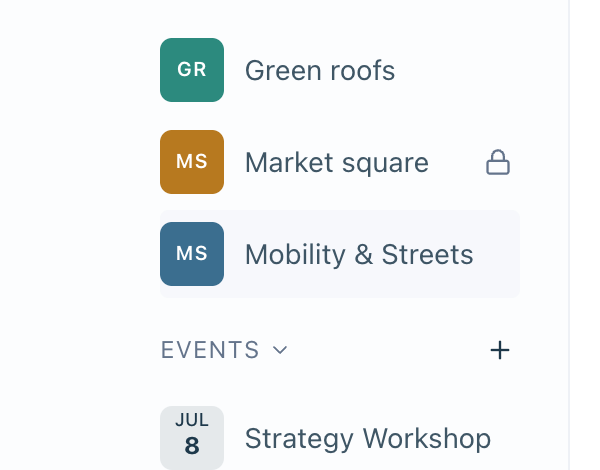 GR Green roofs
MS Market square
MS Mobility & Streets
EVENTS
JUL
8
Strategy Workshop